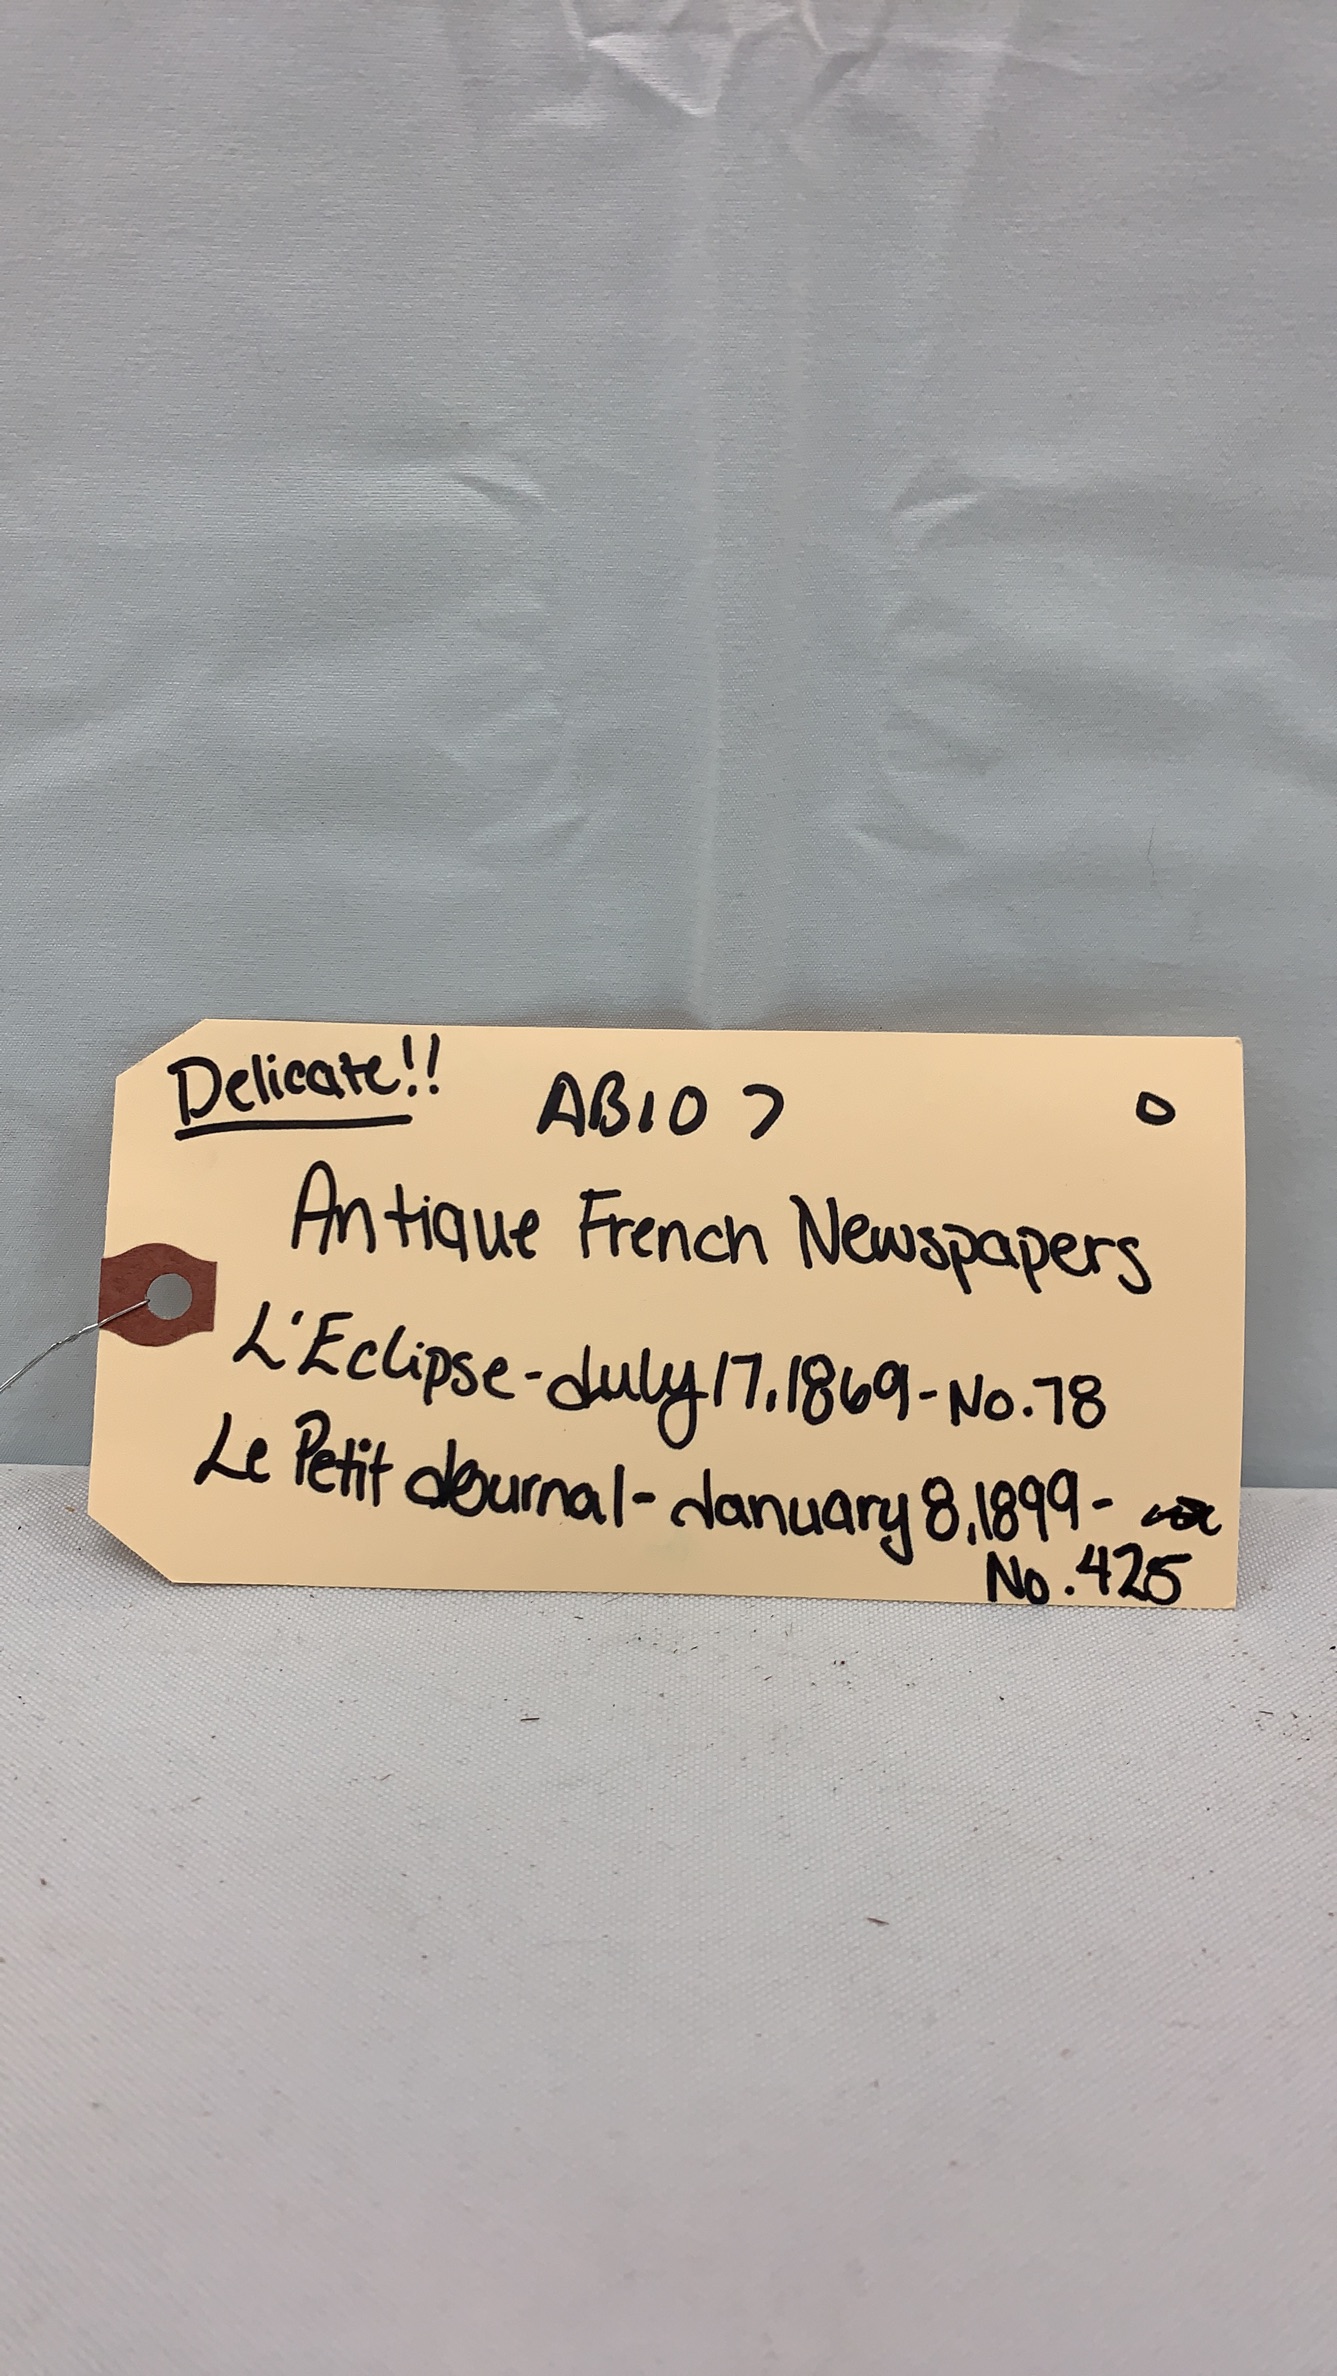 Delicate!! AB107 0
Antique French Newspapers
L'Eclipse - July 17, 1869 - No. 78
Le Petit Journal - January 8, 1899 -
No. 425